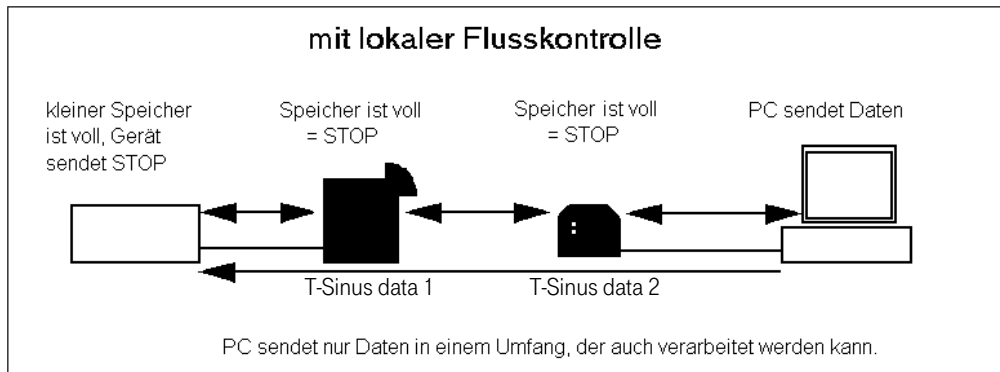 mit lokaler Flusskontrolle
kleiner Speicher
ist voll, Gerät
sendet STOP
Speicher ist voll
= STOP
Speicher ist voll
= STOP
PC sendet Daten
T-Sinus data 1
T-Sinus data 2
PC sendet nur Daten in einem Umfang, der auch verarbeitet werden kann.